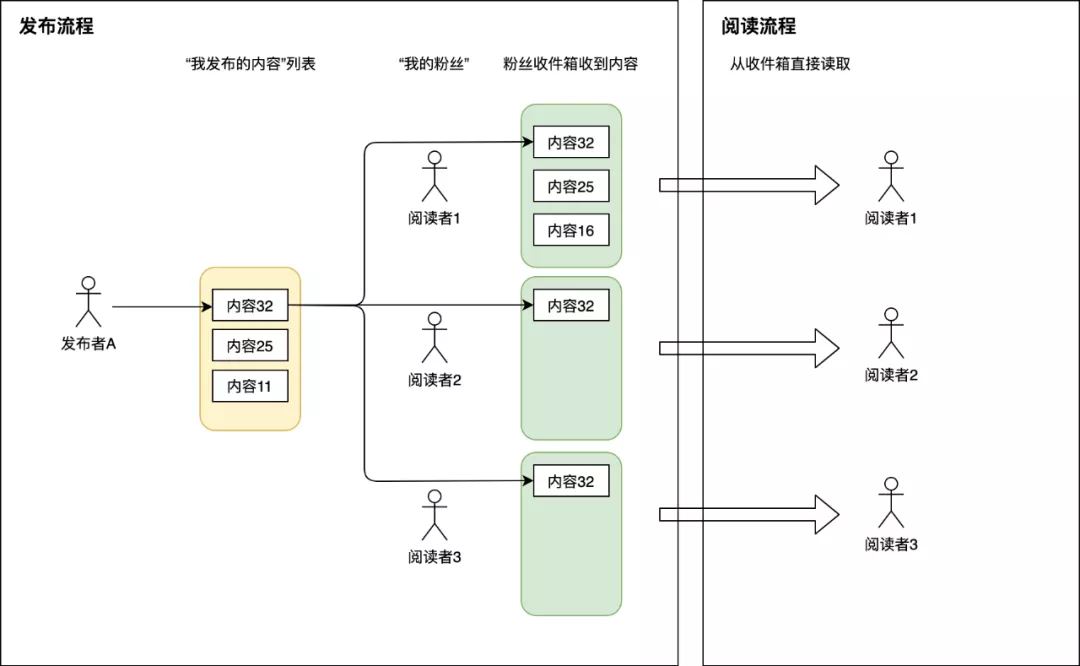 发布流程
“我发布的内容”列表
“我的粉丝”
粉丝收件箱收到内容
内容32
内容25
内容16
阅读者1
发布者A
内容32
内容25
内容11
内容32
阅读者2
内容32
阅读者3
阅读流程
从收件箱直接读取
阅读者1
阅读者2
阅读者3